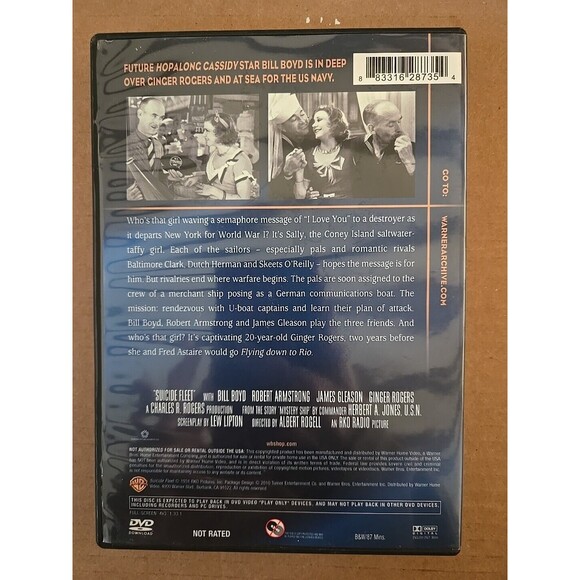 FUTURE HOPALONG CASSIDY STAR BILL BOYD IS IN DEEP
OVER GINGER ROGERS AND AT SEA FOR THE US NAVY.
8 83316 28735 4
GO TO: WARNERARCHIVE.COM
Who's that girl waving a semaphore message of "I Love You" to a destroyer as
it departs New York for World War I? It's Sally, the Coney Island saltwater-
taffy girl. Each of the sailors – especially pals and romantic rivals
Baltimore Clark, Dutch Herman and Skeets O'Reilly – hopes the message is
for him. But rivalries end where warfare begins. The pals are soon assigned to the
crew of a merchant ship posing as a German communications boat. The
mission: rendezvous with U-boat captains and learn their plan of attack.
Bill Boyd, Robert Armstrong and James Gleason play the three friends. And
who's that girl? It's captivating 20-year-old Ginger Rogers, two years before
she and Fred Astaire would go Flying down to Rio.
"SUICIDE FLEET" WITH BILL BOYD ROBERT ARMSTRONG JAMES GLEASON GINGER ROGERS
A CHARLES R. ROGERS PRODUCTION FROM THE STORY "MYSTERY SHIP" BY COMMANDER HERBERT A. JONES, U.S.N.
SCREENPLAY BY LEW LIPTON DIRECTED BY ALBERT ROGELL AN RKO RADIO PICTURE
wbshop.com
NOT AUTHORIZED FOR SALE OR RENTAL OUTSIDE THE USA.
THIS DISC IS EXPECTED TO PLAY BACK IN DVD VIDEO "PLAY ONLY" DEVICES, AND MAY NOT PLAY BACK IN OTHER DVD DEVICES,
INCLUDING RECORDERS AND PC DRIVES.
DVD
DOWNLOAD
NOT RATED
B&W/87 Mins.
DOLBY
DIGITAL